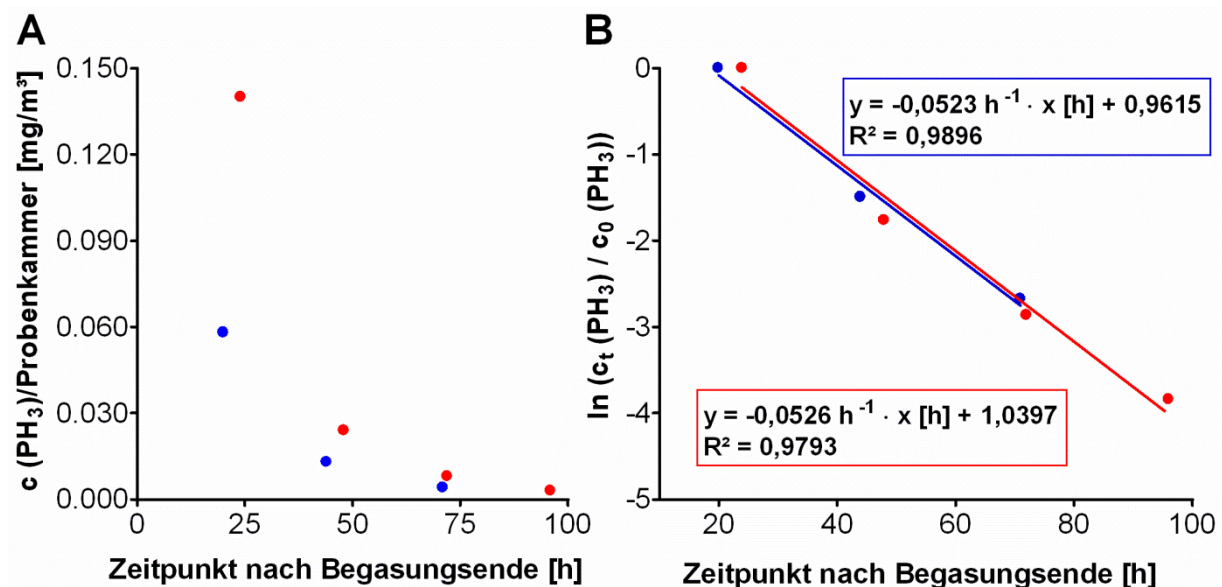 A
c (PH₃)/Probenkammer [mg/m³]
0.150
0.120
0.090
0.060
0.030
0.000
0
25
50
75
100
Zeitpunkt nach Begasungsende [h]
B
ln (cₜ (PH₃) / c₀ (PH₃))
0
-1
-2
-3
-4
-5
20
40
60
80
100
Zeitpunkt nach Begasungsende [h]
y = -0,0523 h⁻¹ · x [h] + 0,9615
R² = 0,9896
y = -0,0526 h⁻¹ · x [h] + 1,0397
R² = 0,9793